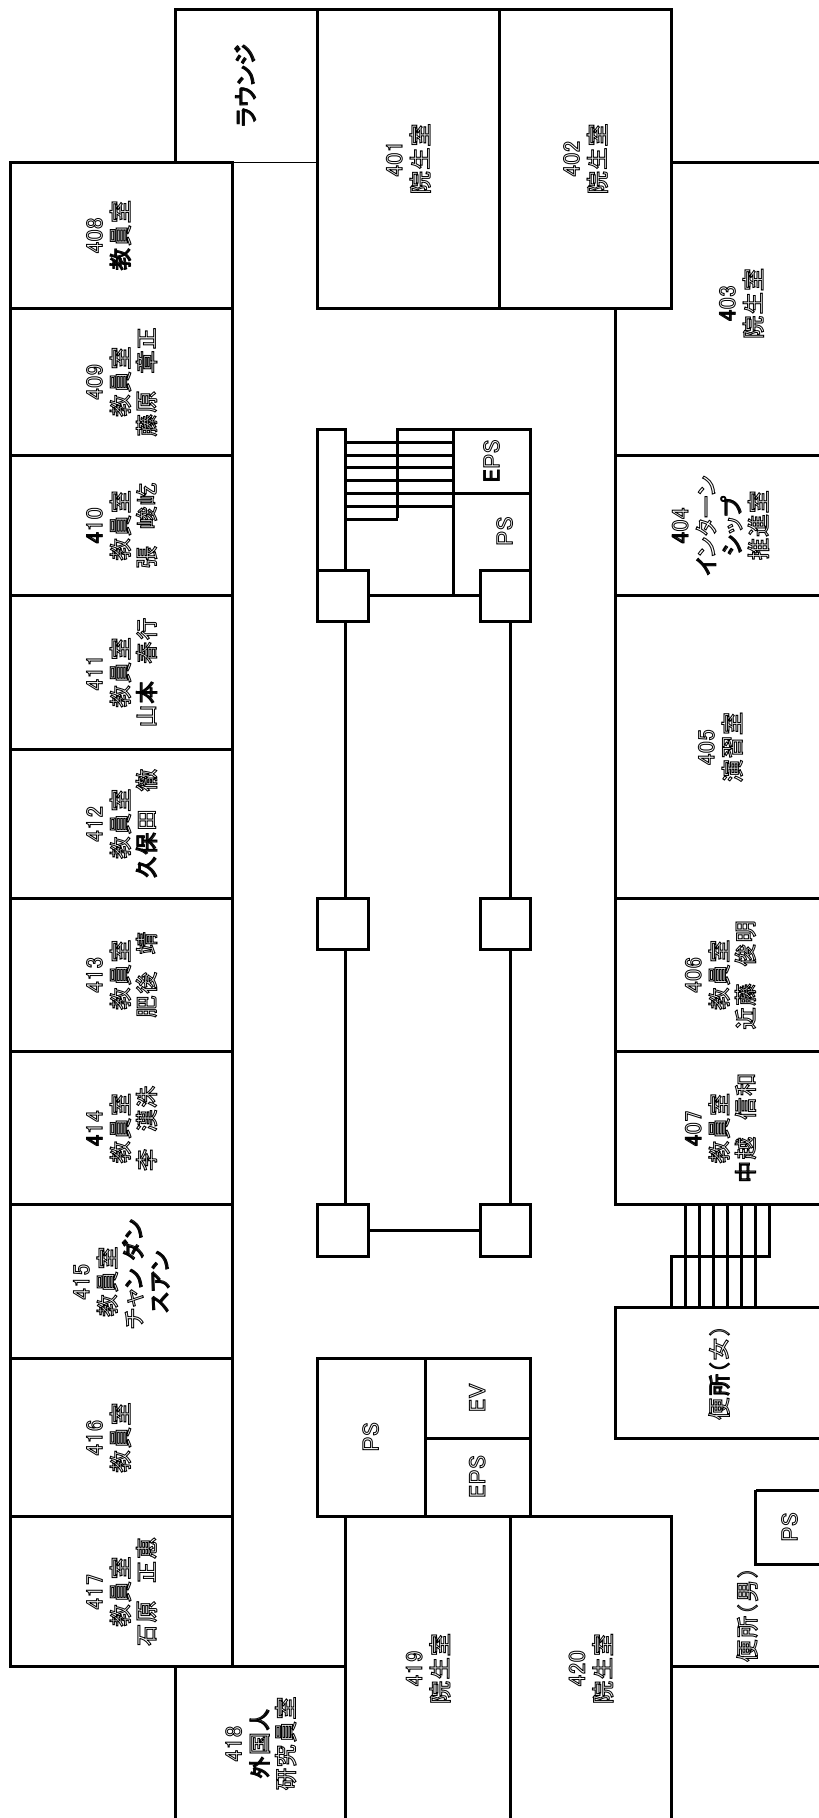 ラウンジ
401
院生室
402
院生室
403
院生室
404
インターン
シップ
推進室
405
演習室
406
教員室
近藤 俊明
407
教員室
中越 信和
408
教員室
409
教員室
藤原 章正
410
教員室
張 峻屹
411
教員室
山本 春行
412
教員室
久保田 徹
413
教員室
肥後 靖
414
教員室
李 漢洙
415
教員室
チャン ダン
スアン
416
教員室
417
教員室
石原 正恵
418
外国人
研究員室
419
院生室
420
院生室
EPS
PS
PS
EV
EPS
便所(女)
PS
便所(男)